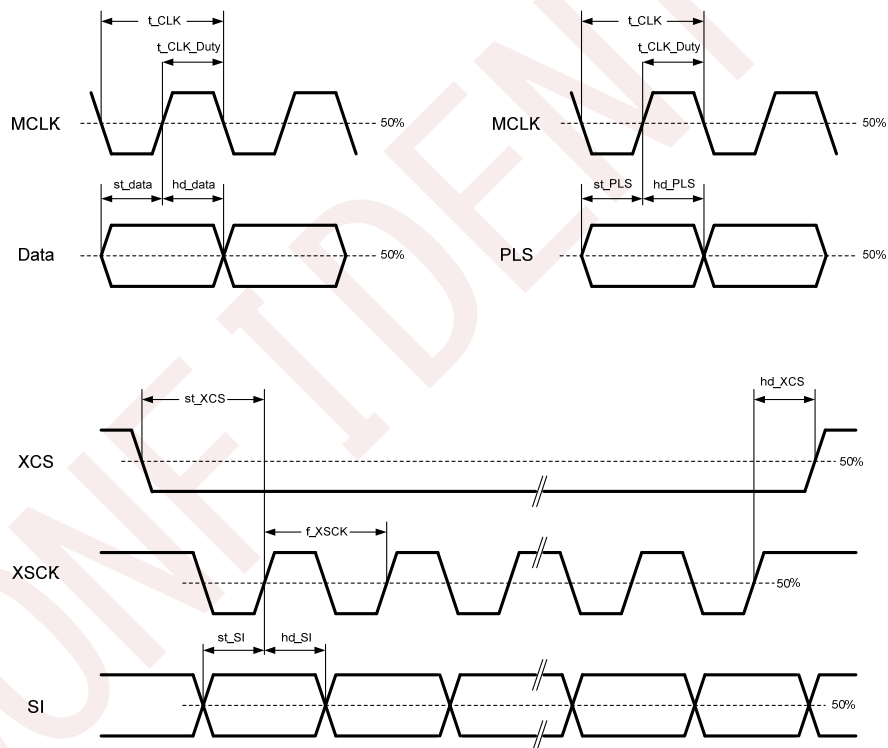 t_CLK
t_CLK_Duty
MCLK
50%
st_data
hd_data
Data
50%
t_CLK
t_CLK_Duty
MCLK
50%
st_PLS
hd_PLS
PLS
50%
st_XCS
hd_XCS
XCS
50%
f_XSCK
XSCK
50%
st_SI
hd_SI
SI
50%
ONFIDENT